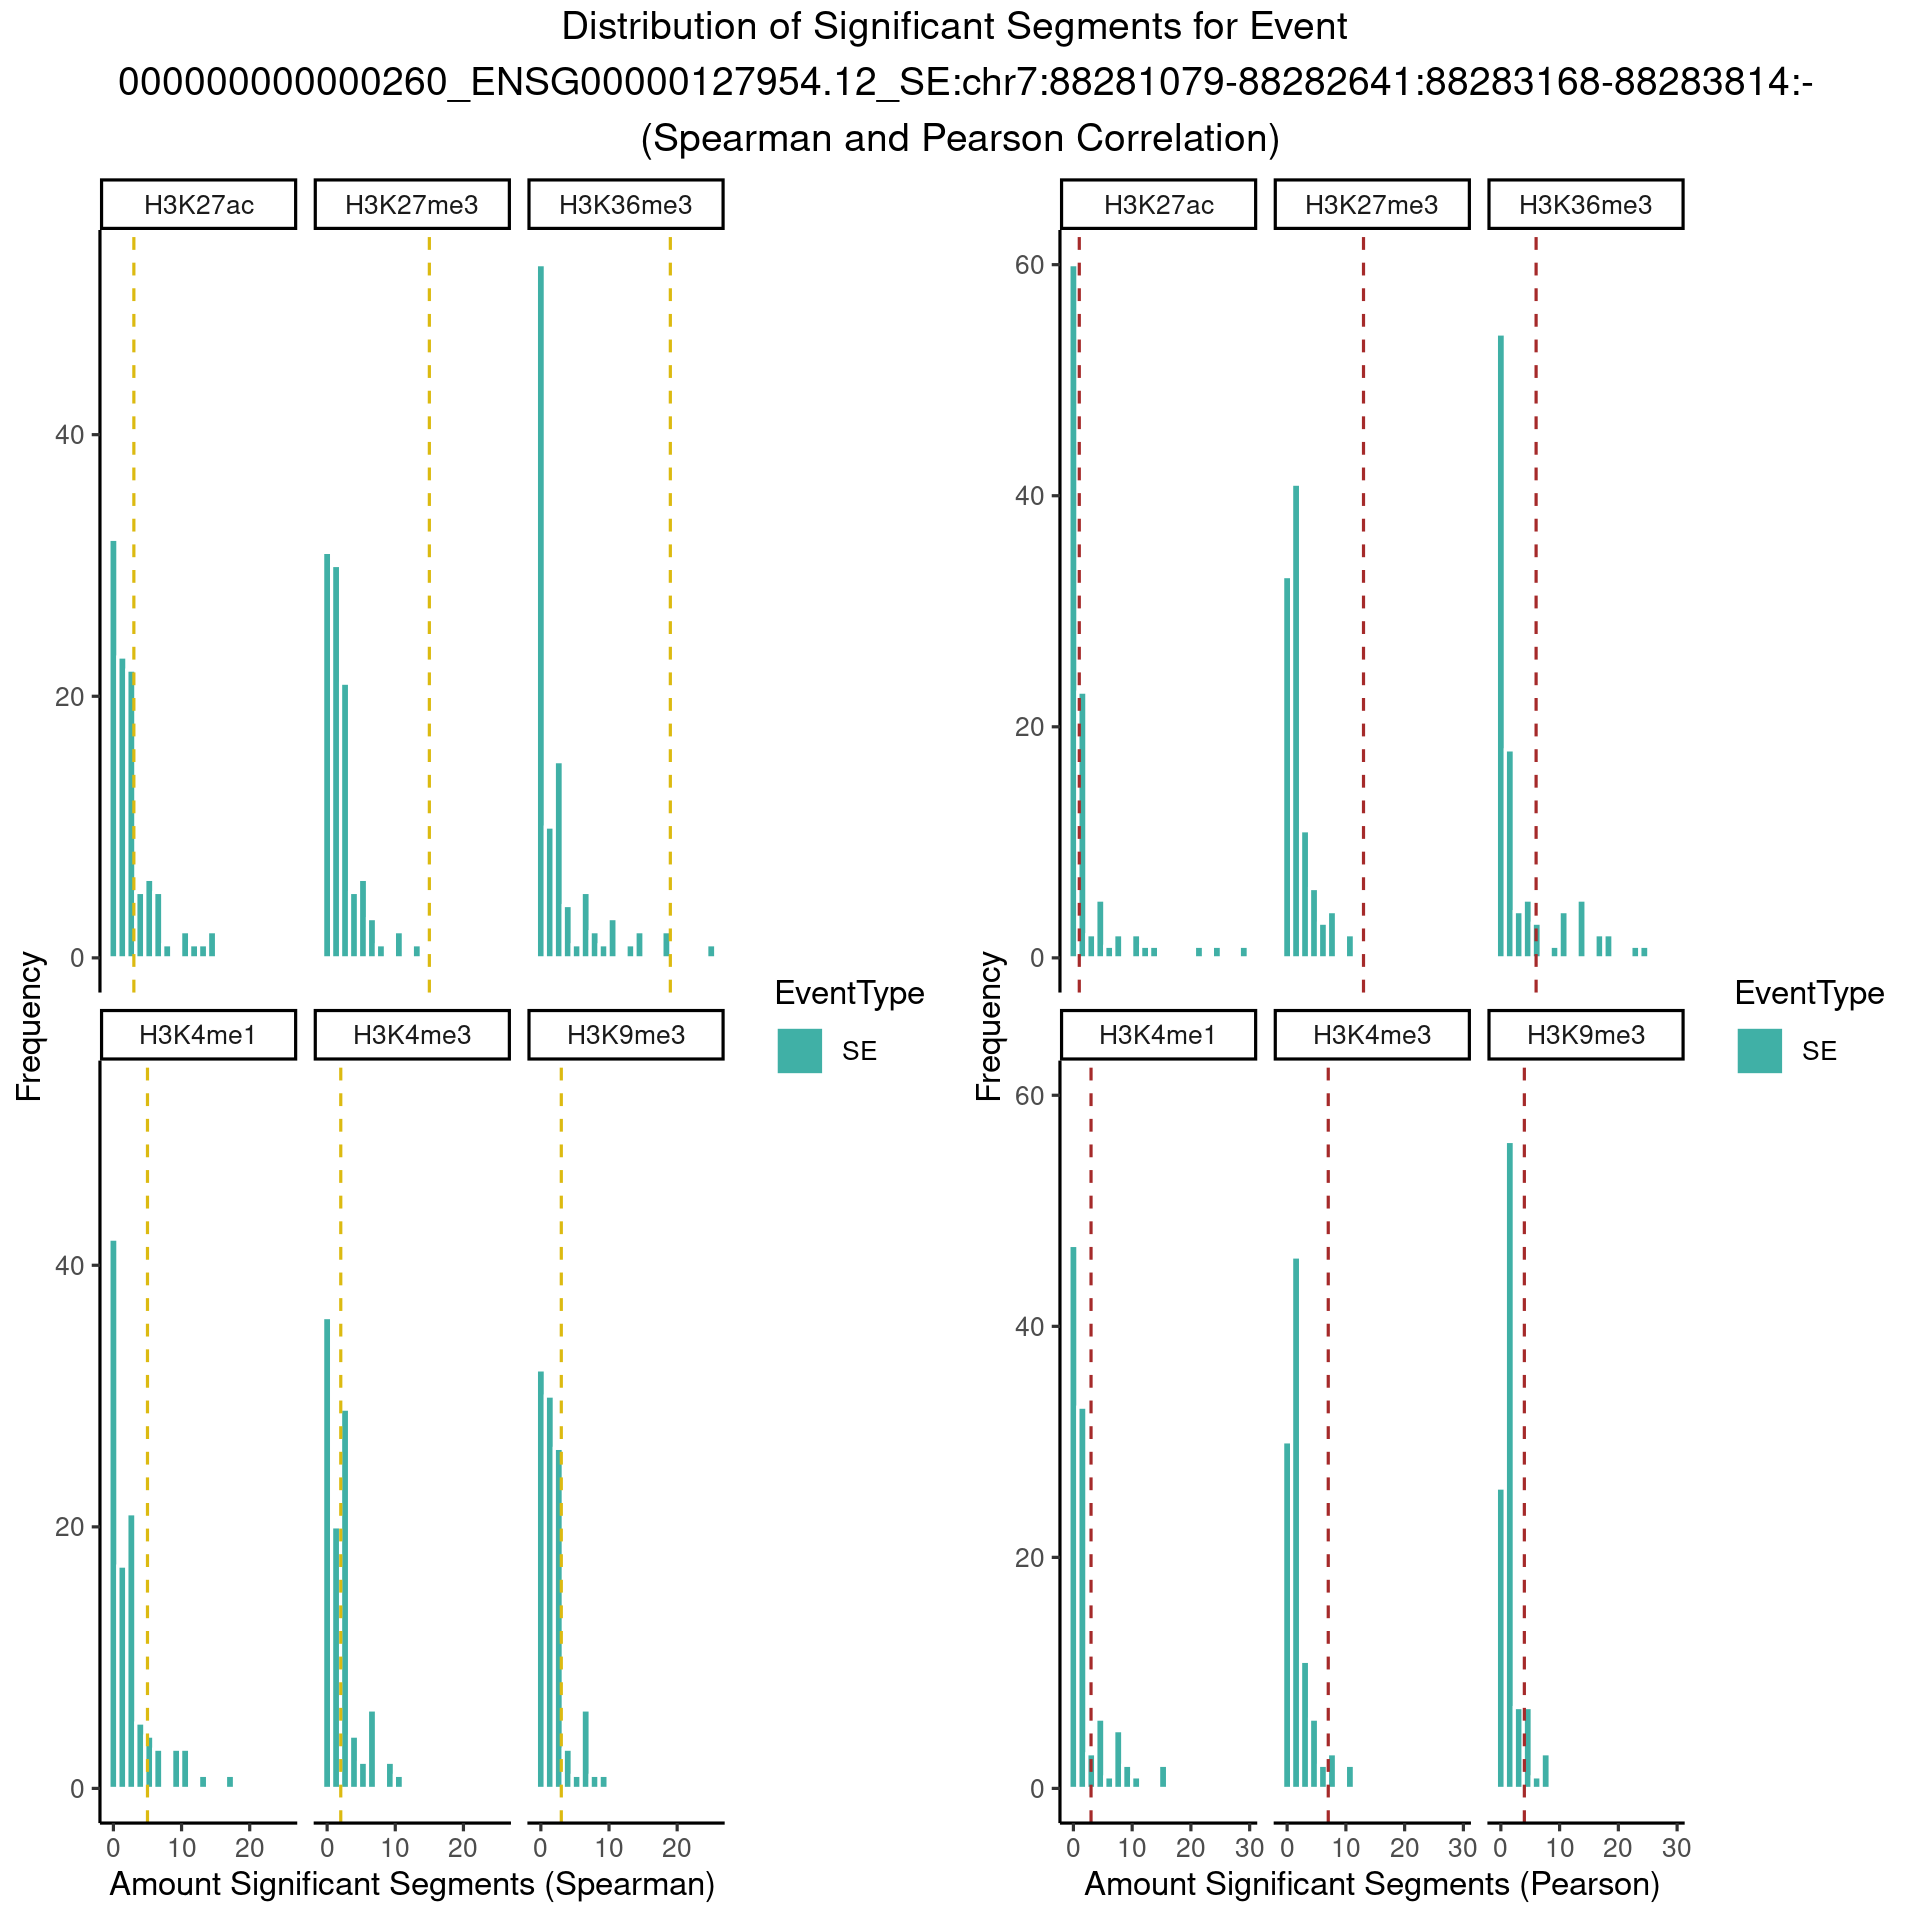 Distribution of Significant Segments for Event
000000000000260_ENSG00000127954.12_SE:chr7:88281079-88282641:88283168-88283814:-
(Spearman and Pearson Correlation)
H3K27ac H3K27me3 H3K36me3
40
20
0
H3K4me1 H3K4me3 H3K9me3
40
20
0
0 10 20 0 10 20 0 10 20
Frequency
Amount Significant Segments (Spearman)
EventType
SE
H3K27ac H3K27me3 H3K36me3
60
40
20
0
H3K4me1 H3K4me3 H3K9me3
60
40
20
0
0 10 20 30 0 10 20 30 0 10 20 30
Frequency
Amount Significant Segments (Pearson)
EventType
SE